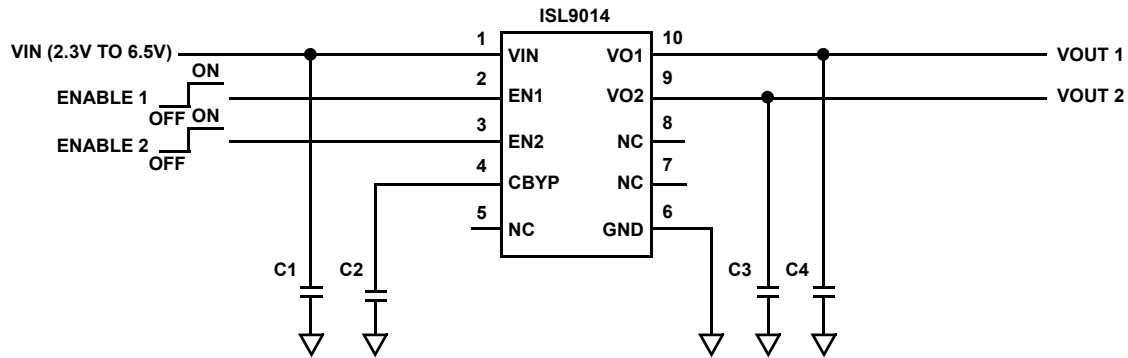 ISL9014
VIN (2.3V TO 6.5V)
1
VIN
VO1
10
VOUT 1
ON
ENABLE 1
OFF
2
EN1
VO2
9
VOUT 2
ON
ENABLE 2
OFF
3
EN2
NC
8
4
CBYP
NC
7
5
NC
GND
6
C1
C2
C3
C4